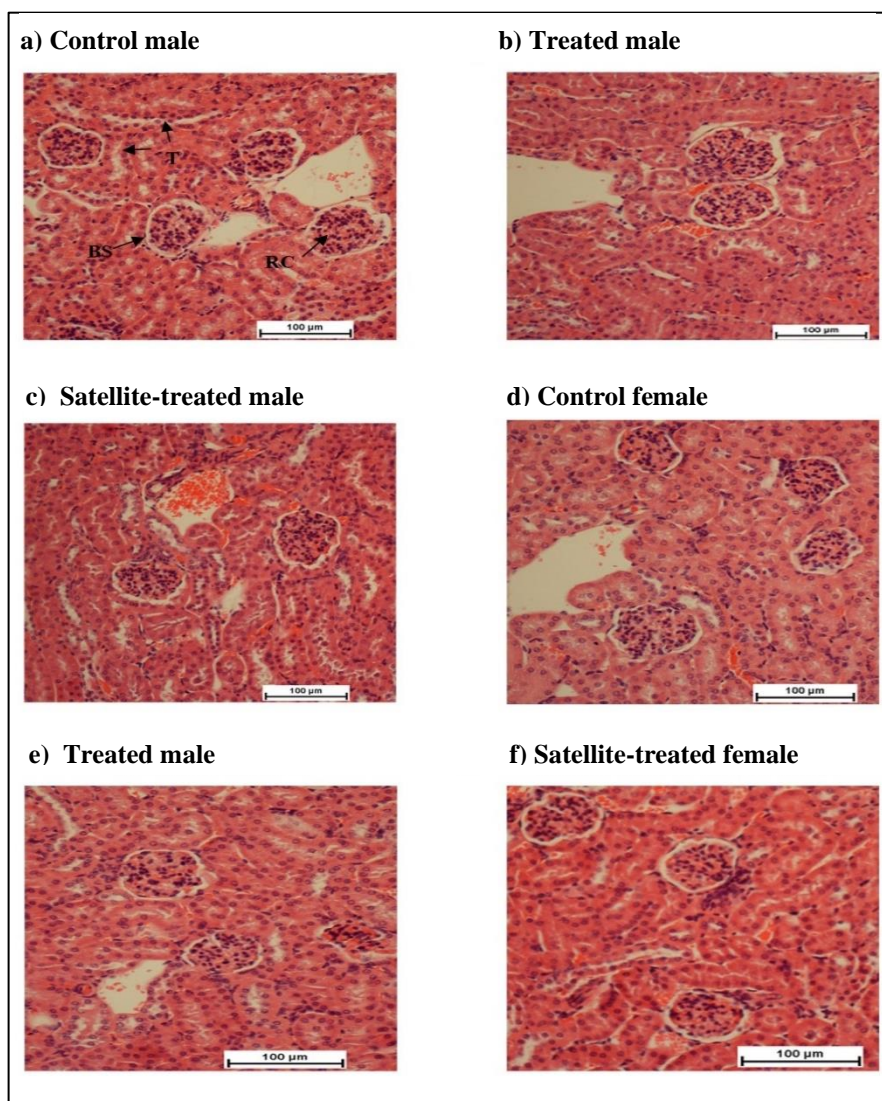 a) Control male
b) Treated male
T
BS
RC
100 µm
100 µm
c) Satellite-treated male
d) Control female
100 µm
100 µm
e) Treated male
f) Satellite-treated female
100 µm
100 µm